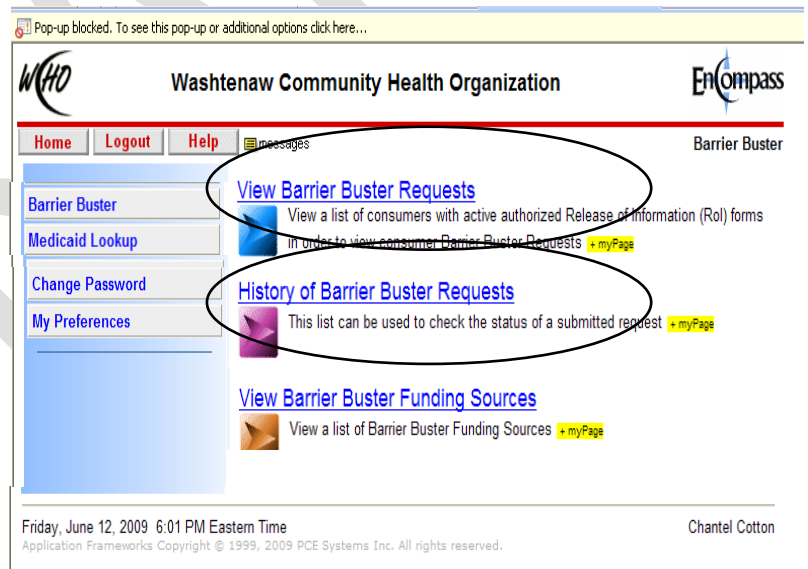 Pop-up blocked. To see this pop-up or additional options click here...
WCHO
Washtenaw Community Health Organization
Encompass
Home
Logout
Help
messages
Barrier Buster
Barrier Buster
Medicaid Lookup
Change Password
My Preferences
View Barrier Buster Requests
View a list of consumers with active authorized Release of Information (RoI) forms
in order to view consumer Barrier Buster Requests + myPage
History of Barrier Buster Requests
This list can be used to check the status of a submitted request + myPage
View Barrier Buster Funding Sources
View a list of Barrier Buster Funding Sources + myPage
Friday, June 12, 2009 6:01 PM Eastern Time
Chantel Cotton
Application Frameworks Copyright © 1999, 2009 PCE Systems Inc. All rights reserved.